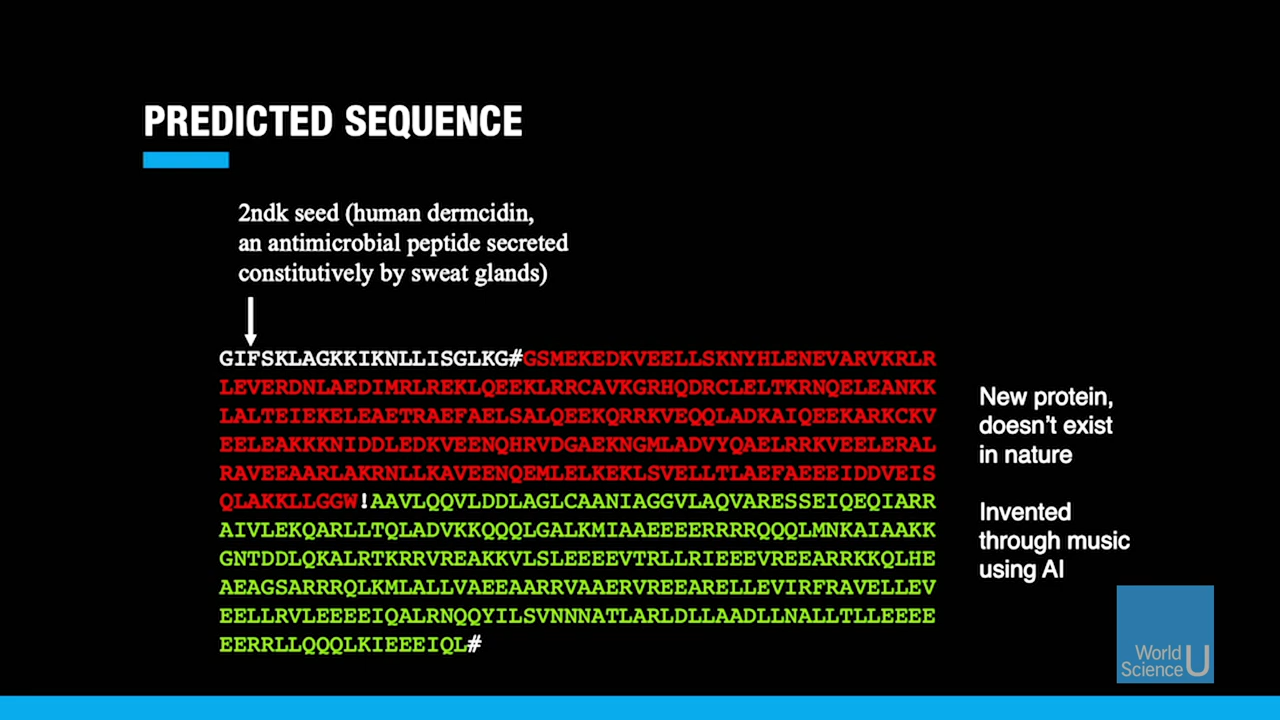 PREDICTED SEQUENCE
2ndk seed (human dermcidin,
an antimicrobial peptide secreted
constitutively by sweat glands)
GIFSKLAGKKIKNLLISGLKG#GSMEKEDKVEELLSKNYHLENEVARVKRLR
LEVERDNLAEDIMRLREKLQEEKLRRCAVKGRHQDRCLELTKRNQELEANKK
LALTEIEKELEAETRAEFAELSALQEEKQRRKVEQQLADKAIQEEKARKCKV
EELEAKKKNIDDLEDKVEENQHRVDGAEKNGMLADVYQAELRRKVEELERAL
RAVEEAARLAKRNLLKAVEENQEMLELKEKLSVELLTLAEFAEEEIDDVEIS
QLAKKLLGGW!AAVLQQVLDDLAGLCAANIAGGVLAQVARESSEIQEQIARR
AIVLEKQARLLTQLADVKKQQQLGALKMIAAEEEERRRRQQQLMNKAIAAKK
GNTDDLQKALRTKRRVREAKKVLSLEEEEVTRLLRIEEEVREEARRKKQLHE
AEAGSARRRQLKMLALLVAEEAARRVAAERVREEARELLEVIRFRAVELLEV
EELLRVLEEEEIQALRNQQYILSVNNNATLARLDLLAADLLNALLTLLEEEE
EERRLLQQQLKIEEEIQL#
New protein,
doesn't exist
in nature
Invented
through music
using AI
World
Science U